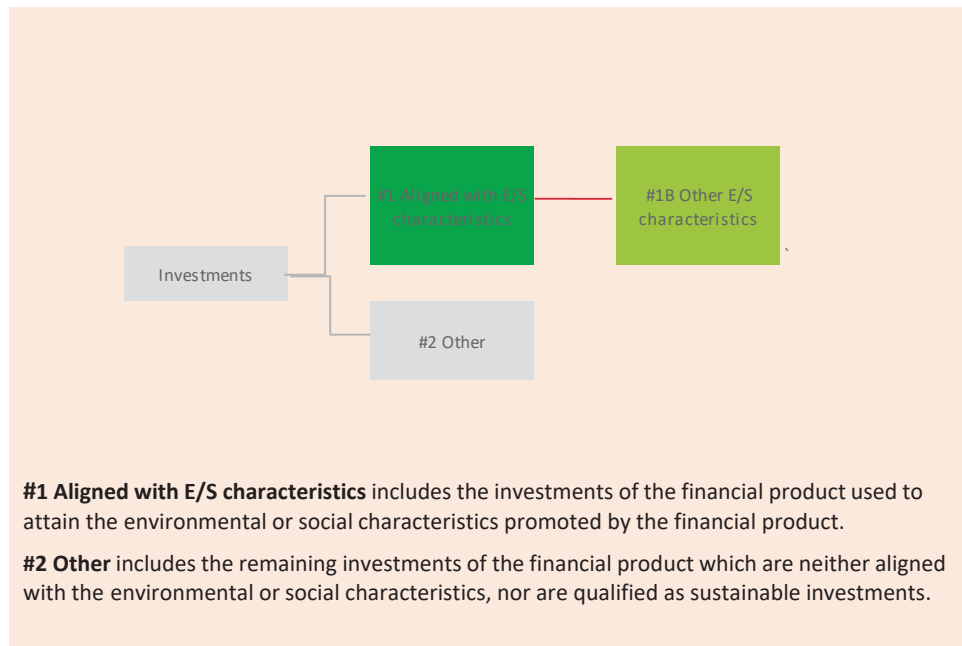 #1 Aligned with E/S
characteristics
#1B Other E/S
characteristics
`
Investments
#2 Other
#1 Aligned with E/S characteristics includes the investments of the financial product used to
attain the environmental or social characteristics promoted by the financial product.
#2 Other includes the remaining investments of the financial product which are neither aligned
with the environmental or social characteristics, nor are qualified as sustainable investments.